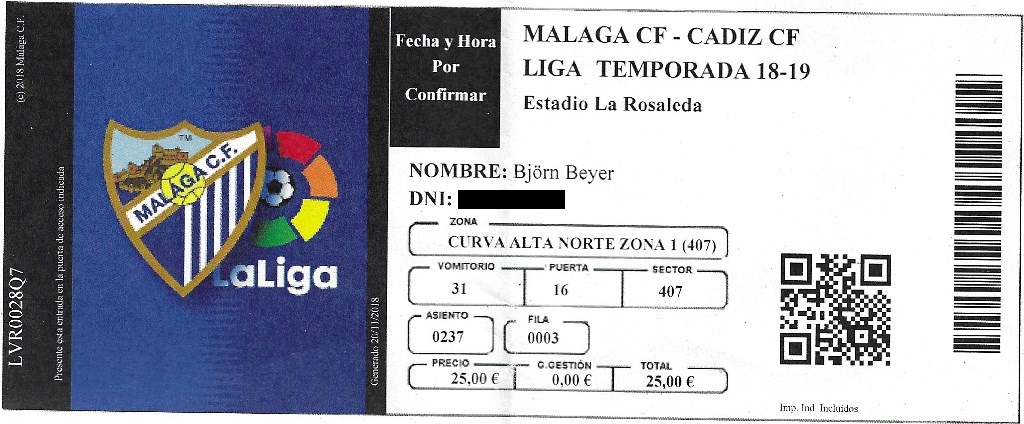 (c) 2018 Malaga C.F.
LVR0028Q7
Presente esta entrada en la puerta de acceso indicada
TM
MALAGA C.F.
LaLiga
Generado 20/11/2018
Fecha y Hora
Por
Confirmar
MALAGA CF - CADIZ CF
LIGA TEMPORADA 18-19
Estadio La Rosaleda
NOMBRE: Björn Beyer
DNI:
ZONA
CURVA ALTA NORTE ZONA 1 (407)
VOMITORIO PUERTA SECTOR
31 16 407
ASIENTO FILA
0237 0003
PRECIO G.GESTIÓN TOTAL
25,00 € 0,00 € 25,00 €
Imp. Ind. Incluidos